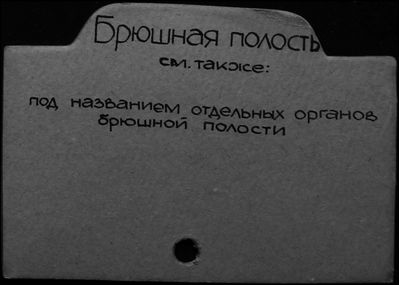 Брюшная полость
см. также:
под названием отдельных органов
брюшной полости